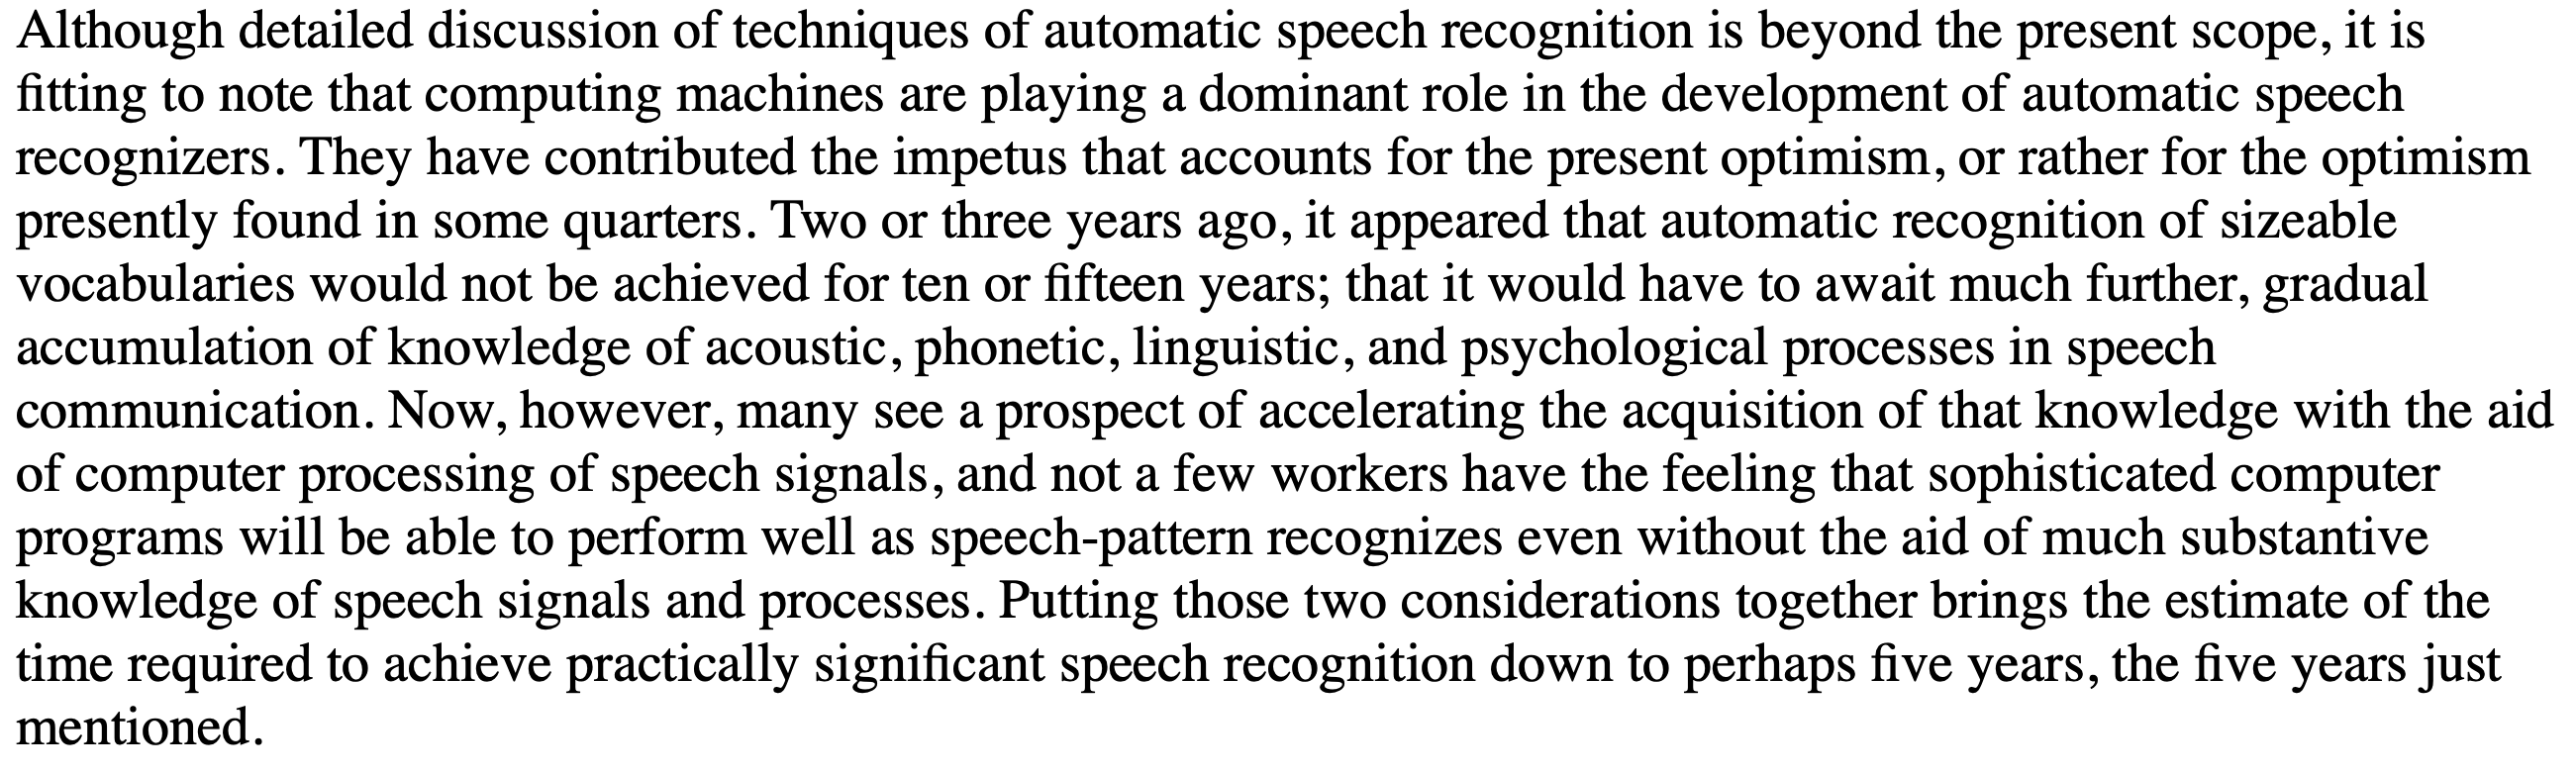 Although detailed discussion of techniques of automatic speech recognition is beyond the present scope, it is
fitting to note that computing machines are playing a dominant role in the development of automatic speech
recognizers. They have contributed the impetus that accounts for the present optimism, or rather for the optimism
presently found in some quarters. Two or three years ago, it appeared that automatic recognition of sizeable
vocabularies would not be achieved for ten or fifteen years; that it would have to await much further, gradual
accumulation of knowledge of acoustic, phonetic, linguistic, and psychological processes in speech
communication. Now, however, many see a prospect of accelerating the acquisition of that knowledge with the aid
of computer processing of speech signals, and not a few workers have the feeling that sophisticated computer
programs will be able to perform well as speech-pattern recognizes even without the aid of much substantive
knowledge of speech signals and processes. Putting those two considerations together brings the estimate of the
time required to achieve practically significant speech recognition down to perhaps five years, the five years just
mentioned.